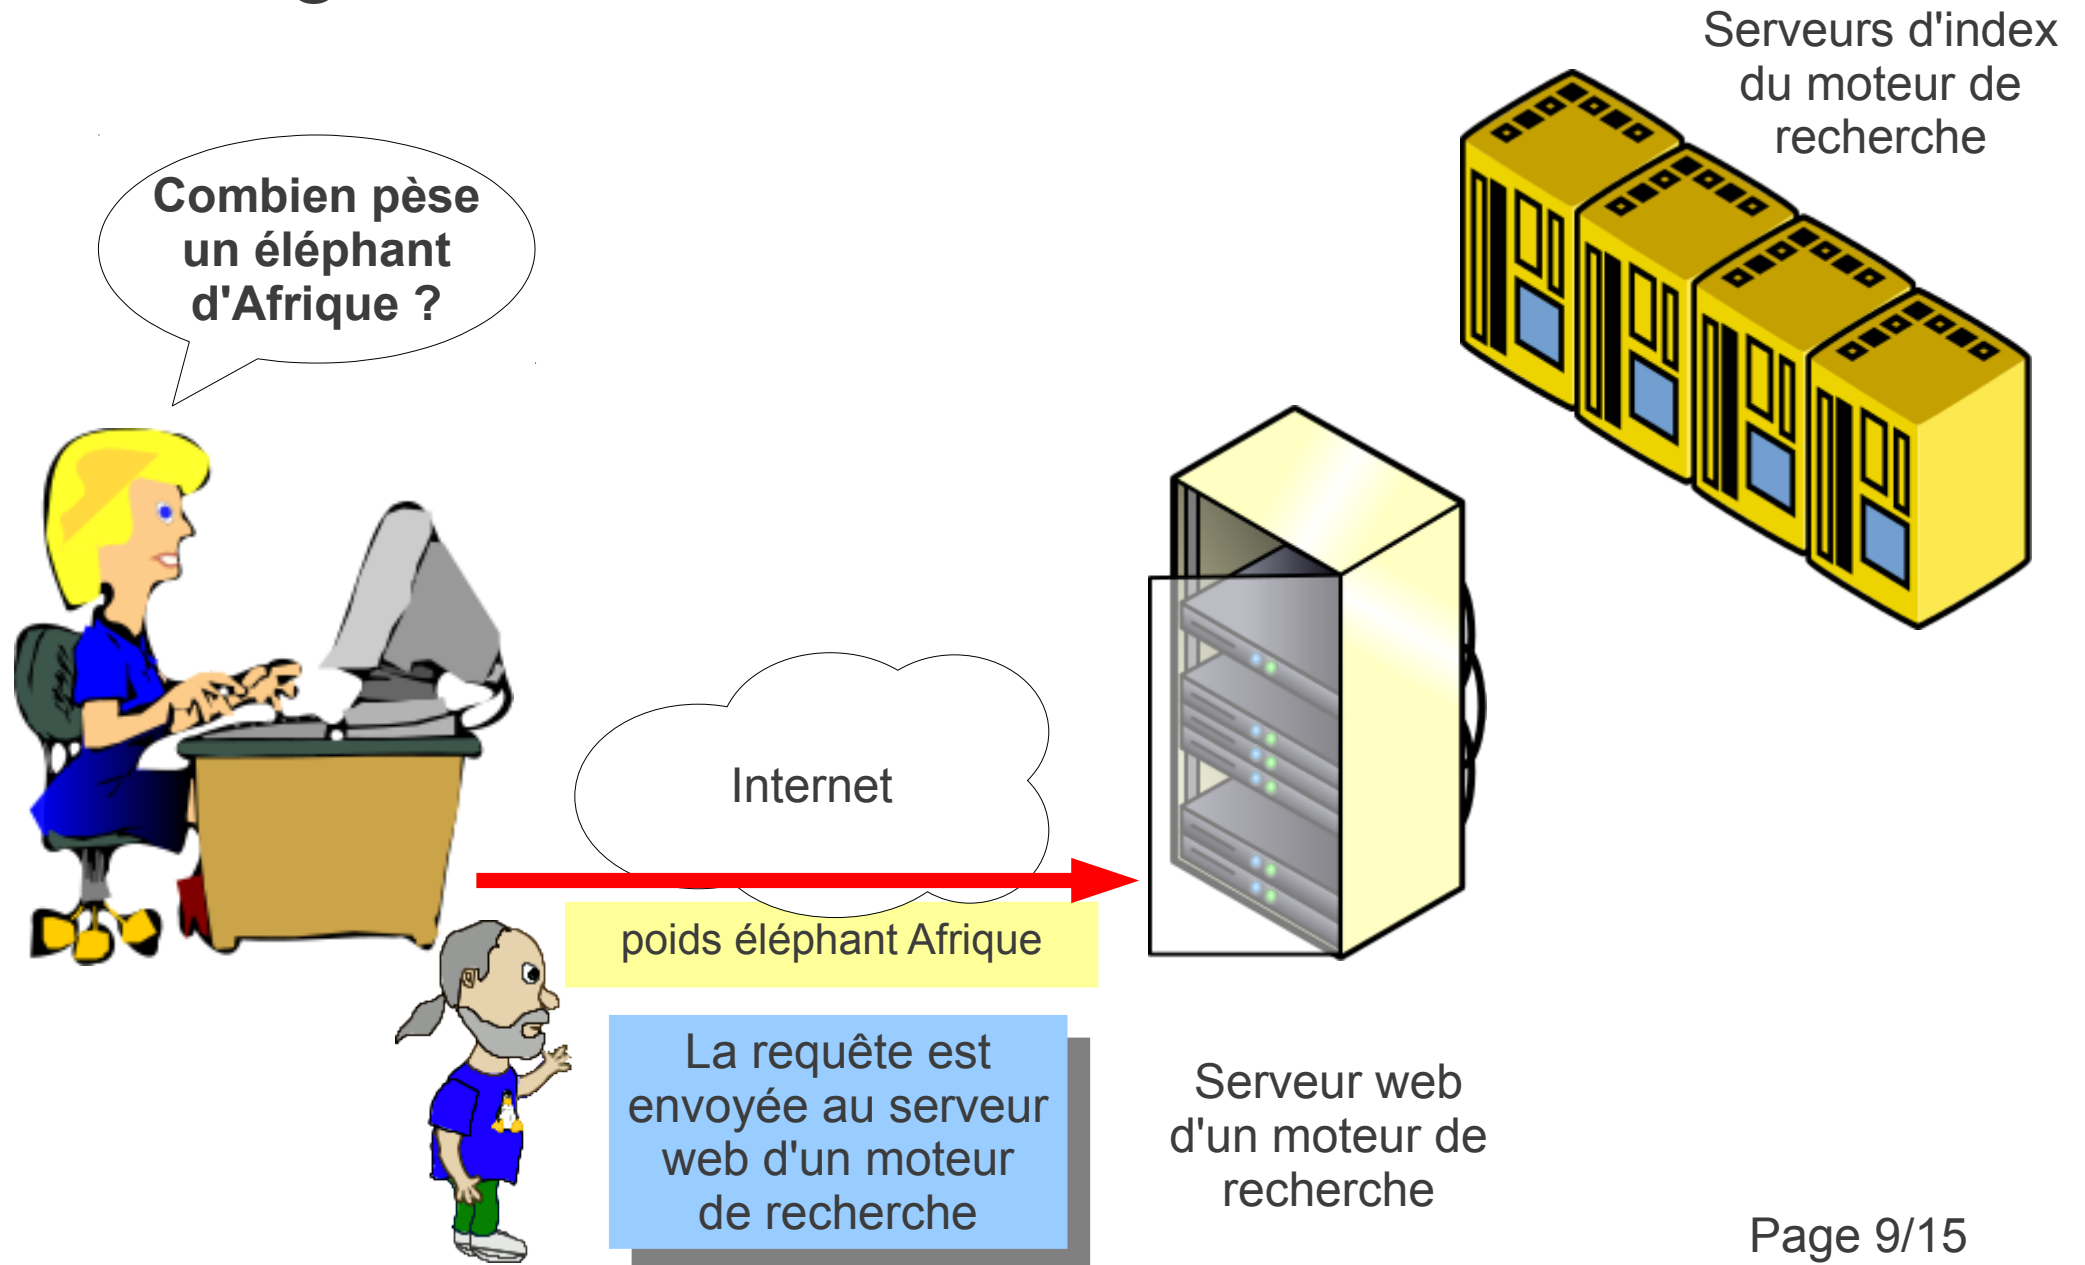 Serveurs d'index
du moteur de
recherche
Combien pèse
un éléphant
d'Afrique ?
Internet
poids éléphant Afrique
La requête est
envoyée au serveur
web d'un moteur
de recherche
Serveur web
d'un moteur de
recherche
Page 9/15